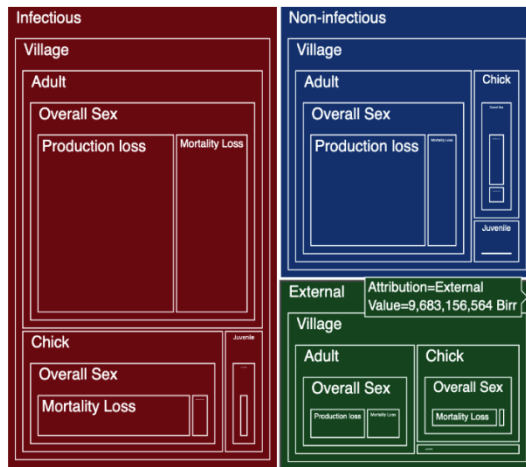 Infectious
Village
Adult
Overall Sex
Production loss
Mortality Loss
Chick
Overall Sex
Mortality Loss
Juvenile
Non-infectious
Village
Adult
Overall Sex
Production loss
Mortality Loss
Chick
Juvenile
External
Attribution=External
Value=9,683,156,564 Birr
Village
Adult
Overall Sex
Production loss
Mortality Loss
Chick
Overall Sex
Mortality Loss